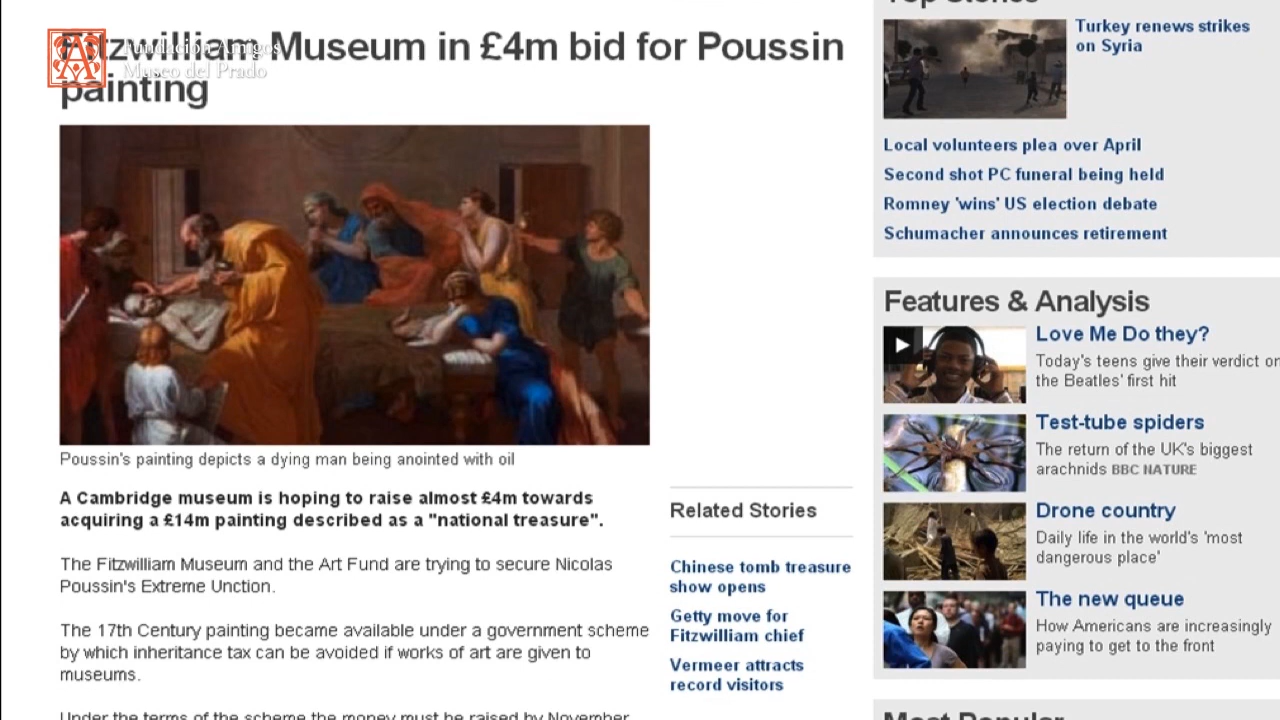 Fitzwilliam Museum in £4m bid for Poussin
painting
Fundación Amigos
Museo del Prado
Poussin's painting depicts a dying man being anointed with oil
A Cambridge museum is hoping to raise almost £4m towards
acquiring a £14m painting described as a "national treasure".
The Fitzwilliam Museum and the Art Fund are trying to secure Nicolas
Poussin's Extreme Unction.
The 17th Century painting became available under a government scheme
by which inheritance tax can be avoided if works of art are given to
museums.
Under the terms of the scheme the money must be raised by November
Related Stories
Chinese tomb treasure
show opens
Getty move for
Fitzwilliam chief
Vermeer attracts
record visitors
Top Stories
Turkey renews strikes
on Syria
Local volunteers plea over April
Second shot PC funeral being held
Romney 'wins' US election debate
Schumacher announces retirement
Features & Analysis
Love Me Do they?
Today's teens give their verdict on
the Beatles' first hit
Test-tube spiders
The return of the UK's biggest
arachnids BBC NATURE
Drone country
Daily life in the world's 'most
dangerous place'
The new queue
How Americans are increasingly
paying to get to the front
Most Popular